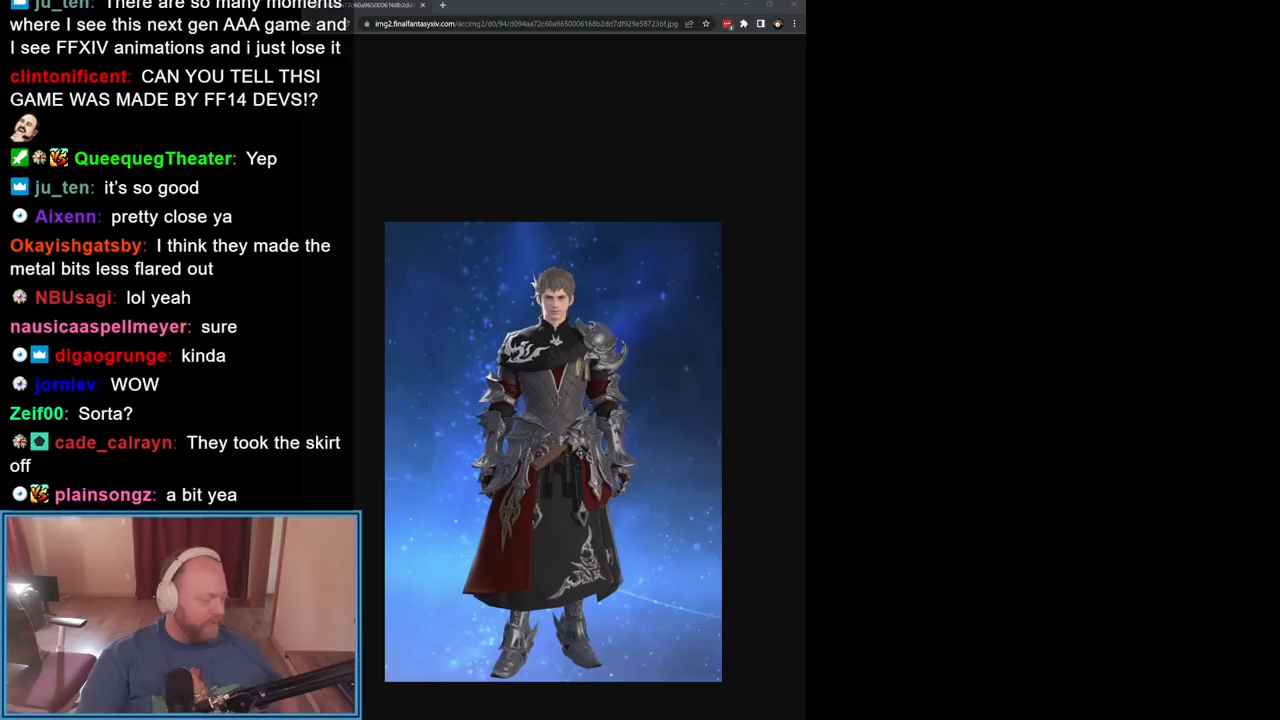 ju_ten: There are so many moments
where I see this next gen AAA game and
I see FFXIV animations and i just lose it
clintonificent: CAN YOU TELL THSI
GAME WAS MADE BY FF14 DEVS!?
QueequegTheater: Yep
ju_ten: it's so good
Aixenn: pretty close ya
Okayishgatsby: I think they made the
metal bits less flared out
NBUsagi: lol yeah
nausicaaspellmeyer: sure
digaogrunge: kinda
jorniev: WOW
Zeif00: Sorta?
cade_calrayn: They took the skirt
off
plainsongz: a bit yea